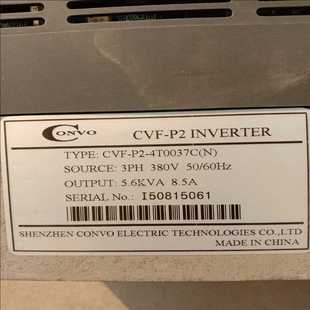 CONVO
CVF-P2 INVERTER
TYPE: CVF-P2-4T0037C(N)
SOURCE: 3PH 380V 50/60Hz
OUTPUT: 5.6KVA 8.5A
SERIAL No.: I50815061
SHENZHEN CONVO ELECTRIC TECHNOLOGIES CO., LTD
MADE IN CHINA